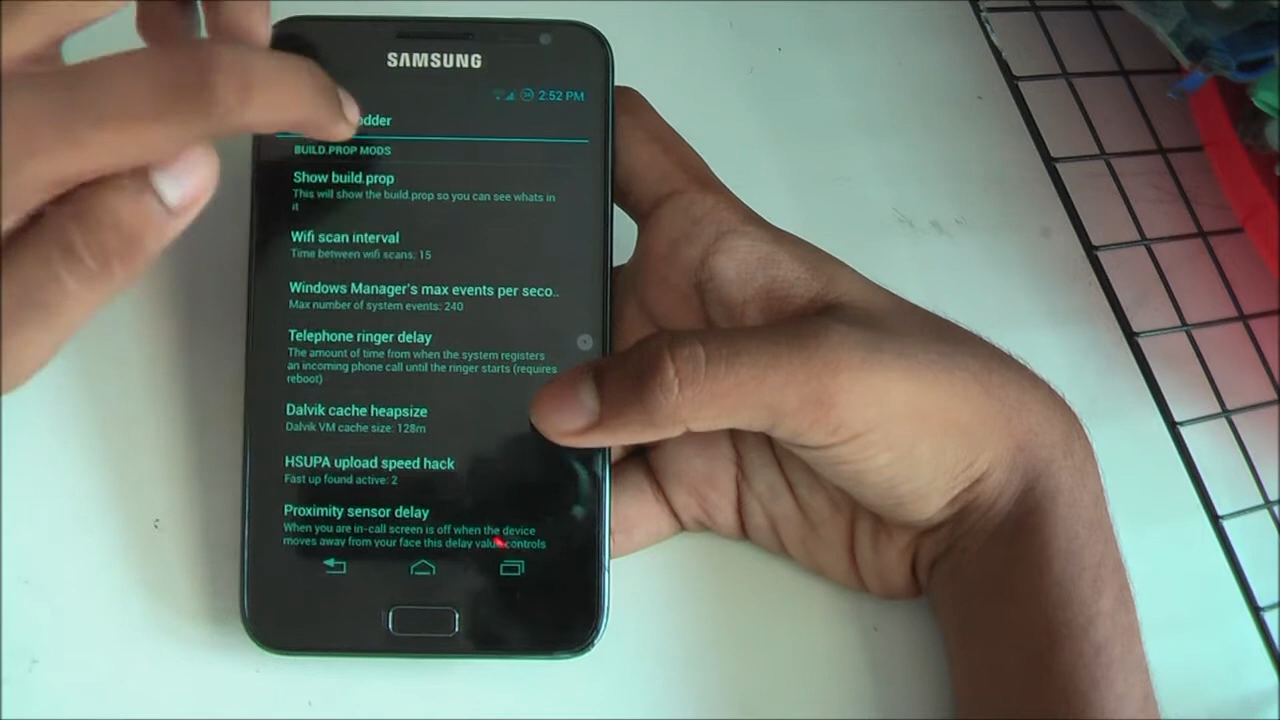 SAMSUNG
2:52 PM
odder
BUILD.PROP MODS
Show build.prop
This will show the build.prop so you can see whats in
it
Wifi scan interval
Time between wifi scans: 15
Windows Manager's max events per seco..
Max number of system events: 240
Telephone ringer delay
The amount of time from when the system registers
an incoming phone call until the ringer starts (requires
reboot)
Dalvik cache heapsize
Dalvik VM cache size: 128m
HSUPA upload speed hack
Fast up found active: 2
Proximity sensor delay
When you are in-call screen is off when the device
moves away from your face this delay value controls